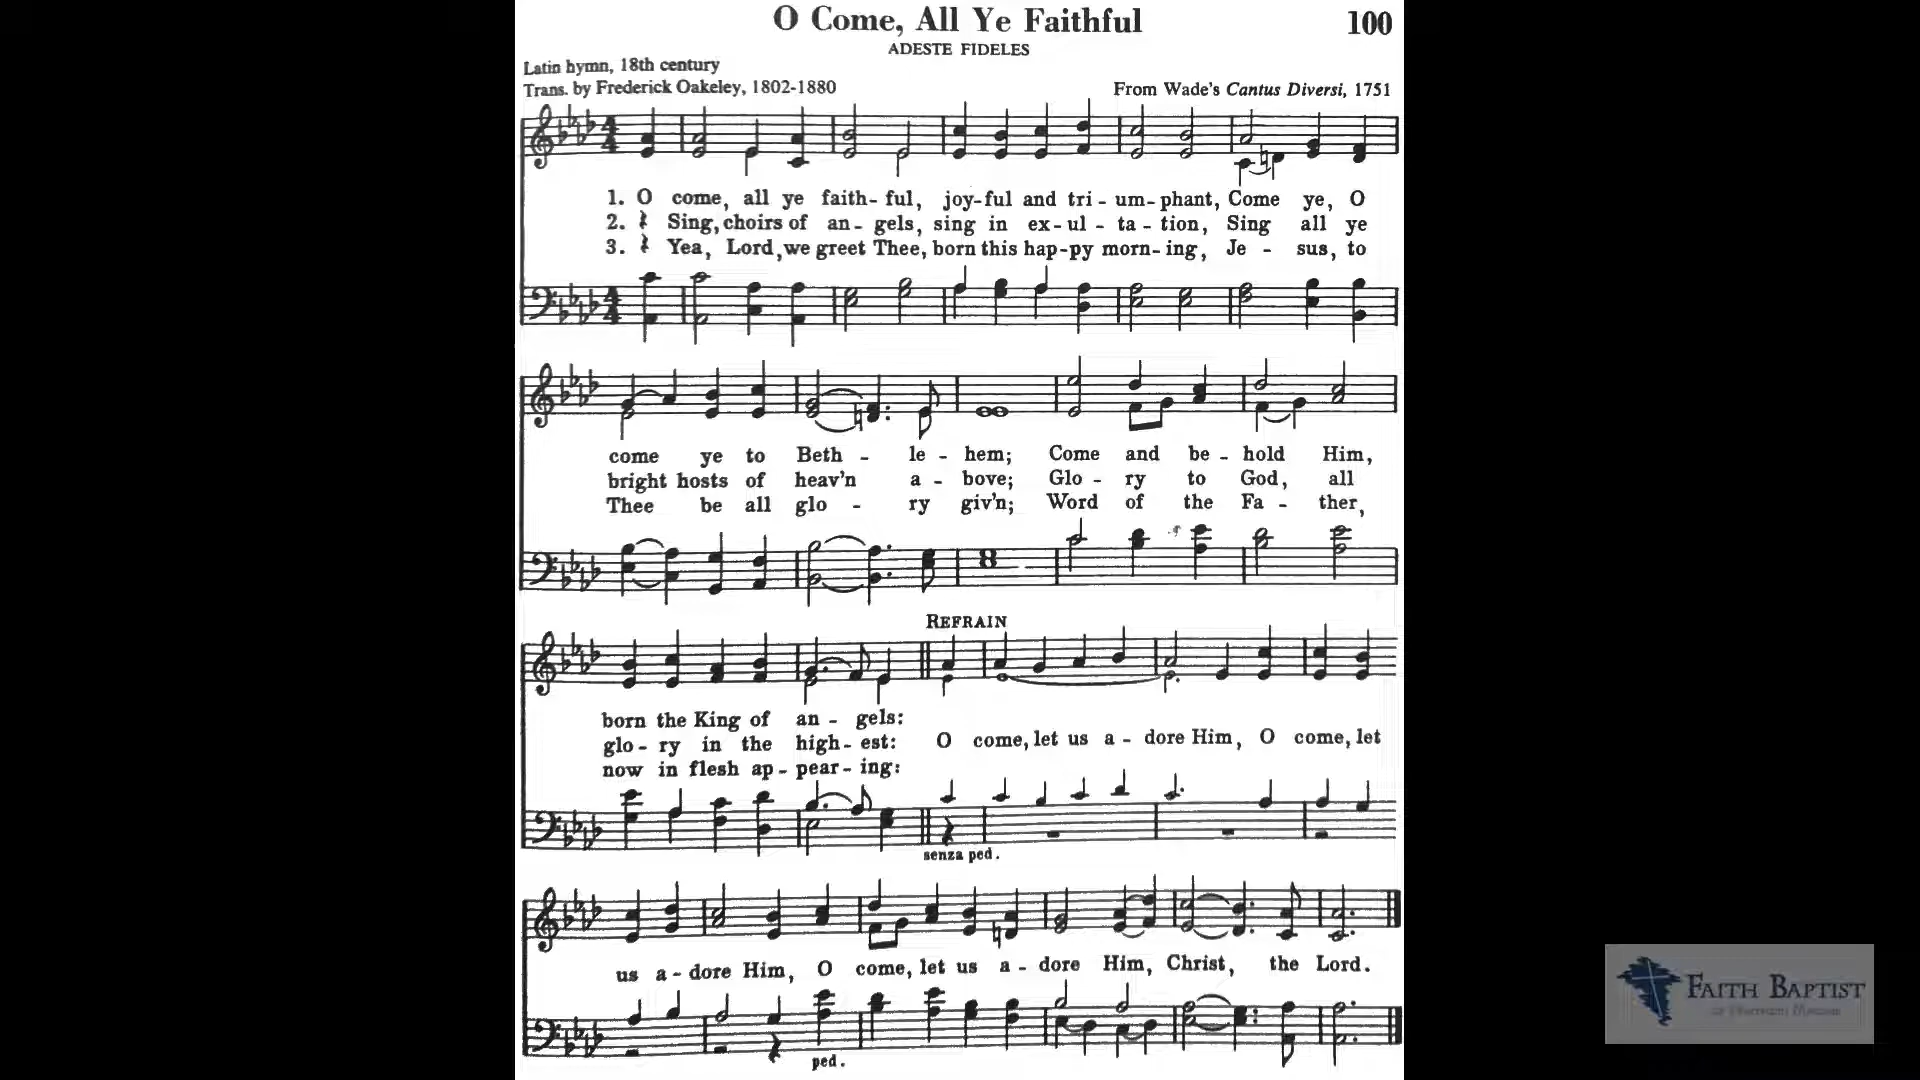 O Come, All Ye Faithful 100
ADESTE FIDELES
Latin hymn, 18th century
Trans. by Frederick Oakeley, 1802-1880 From Wade's Cantus Diversi, 1751
1. O come, all ye faith- ful, joy-ful and tri - um-phant, Come ye, O
2. Sing, choirs of an- gels, sing in ex-ul - ta - tion, Sing all ye
3. Yea, Lord, we greet Thee, born this hap-py morn-ing, Je - sus, to
come ye to Beth - le - hem; Come and be - hold Him,
bright hosts of heav'n a - bove; Glo - ry to God, all
Thee be all glo - ry giv'n; Word of the Fa - ther,
REFRAIN
born the King of an - gels:
glo - ry in the high- est: O come, let us a - dore Him, O come, let
now in flesh ap - pear- ing:
senza ped.
us a - dore Him, O come, let us a - dore Him, Christ, the Lord.
ped.
FAITH BAPTIST